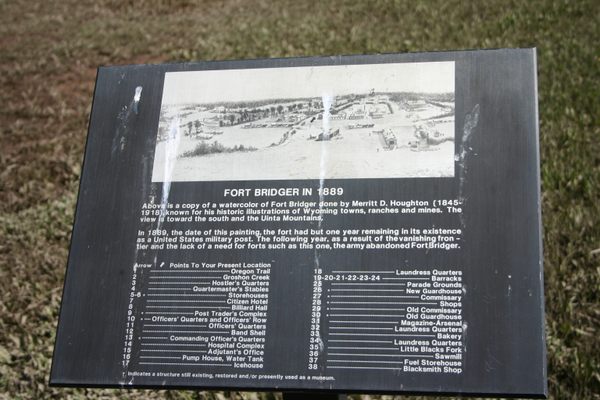 FORT BRIDGER IN 1889
Above is a copy of a watercolor of Fort Bridger done by Merritt D. Houghton (1845-
1918), known for his historic illustrations of Wyoming towns, ranches and mines. The
view is toward the south and the Uinta Mountains.
In 1889, the date of this painting, the fort had but one year remaining in its existence
as a United States military post. The following year, as a result of the vanishing fron-
tier and the lack of a need for forts such as this one, the army abandoned Fort Bridger.
Arrow Points To Your Present Location
1 Oregon Trail
2 Groshon Creek
3 Hostler's Quarters
4 Quartermaster's Stables
5-6 Storehouses
7 Citizen Hotel
8 Billiard Hall
9 Post Trader's Complex
10 Officers' Quarters and Officers' Row
11 Officers' Quarters
12 Band Shell
13 Commanding Officer's Quarters
14 Hospital Complex
15 Adjutant's Office
16 Pump House, Water Tank
17 Icehouse
18 Laundress Quarters
19-20-21-22-23-24 Barracks
25 Parade Grounds
26 New Guardhouse
27 Commissary
28 Shops
29 Old Commissary
30 Old Guardhouse
31 Magazine-Arsenal
32 Laundress Quarters
33 Bakery
34 Laundress Quarters
35 Little Blacks Fork
36 Sawmill
37 Fuel Storehouse
38 Blacksmith Shop
* Indicates a structure still existing, restored and/or presently used as a museum.